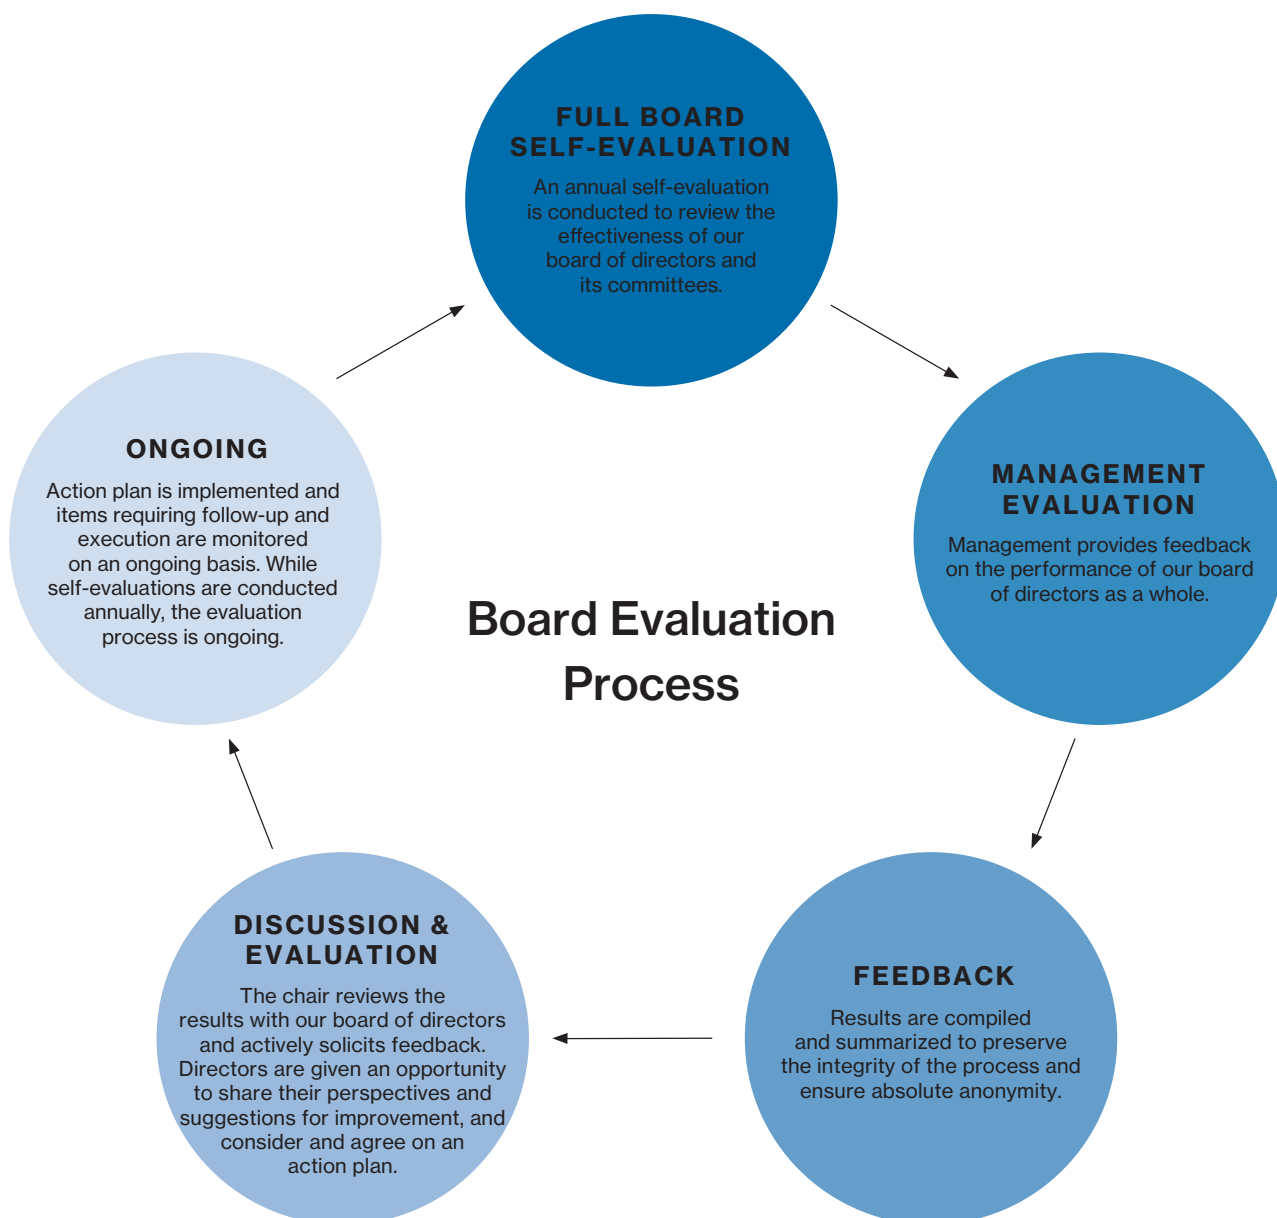 FULL BOARD
SELF-EVALUATION
An annual self-evaluation
is conducted to review the
effectiveness of our
board of directors and
its committees.
MANAGEMENT
EVALUATION
Management provides feedback
on the performance of our board
of directors as a whole.
FEEDBACK
Results are compiled
and summarized to preserve
the integrity of the process and
ensure absolute anonymity.
DISCUSSION &
EVALUATION
The chair reviews the
results with our board of directors
and actively solicits feedback.
Directors are given an opportunity
to share their perspectives and
suggestions for improvement, and
consider and agree on an
action plan.
ONGOING
Action plan is implemented and
items requiring follow-up and
execution are monitored
on an ongoing basis. While
self-evaluations are conducted
annually, the evaluation
process is ongoing.
Board Evaluation
Process